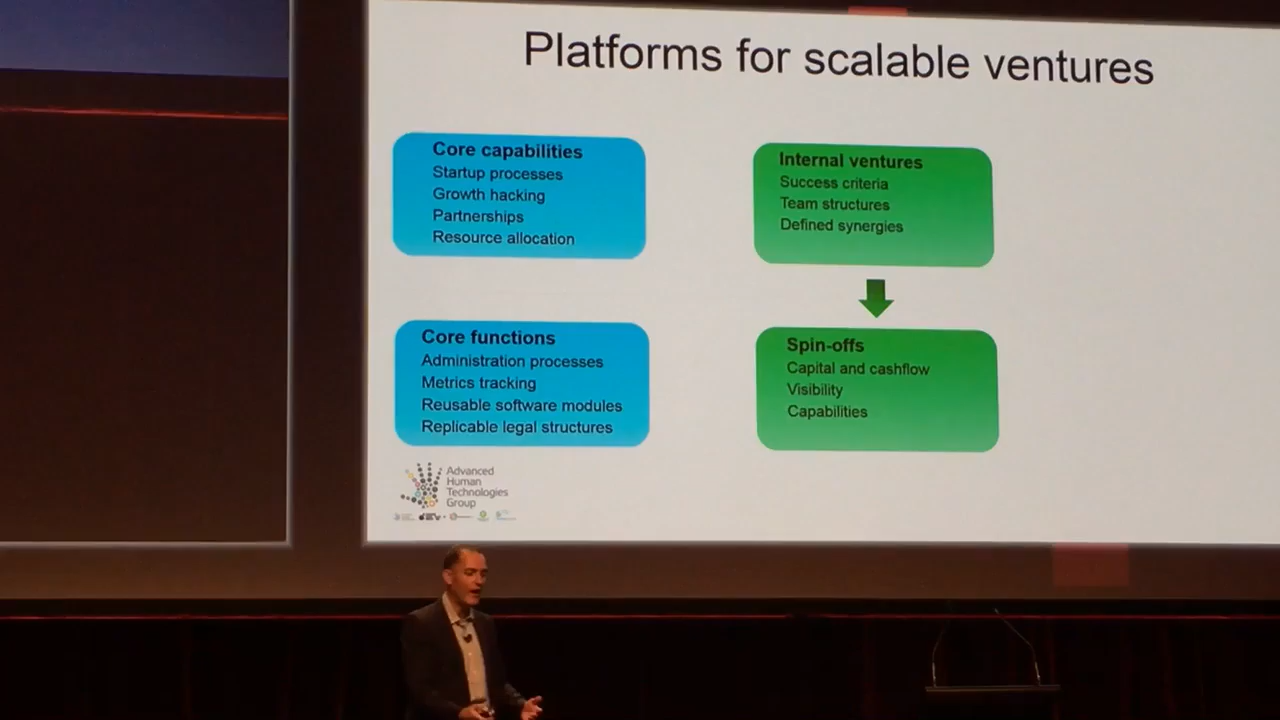 Platforms for scalable ventures
Core capabilities
Startup processes
Growth hacking
Partnerships
Resource allocation
Internal ventures
Success criteria
Team structures
Defined synergies
Core functions
Administration processes
Metrics tracking
Reusable software modules
Replicable legal structures
Spin-offs
Capital and cashflow
Visibility
Capabilities
Advanced
Human
Technologies
Group